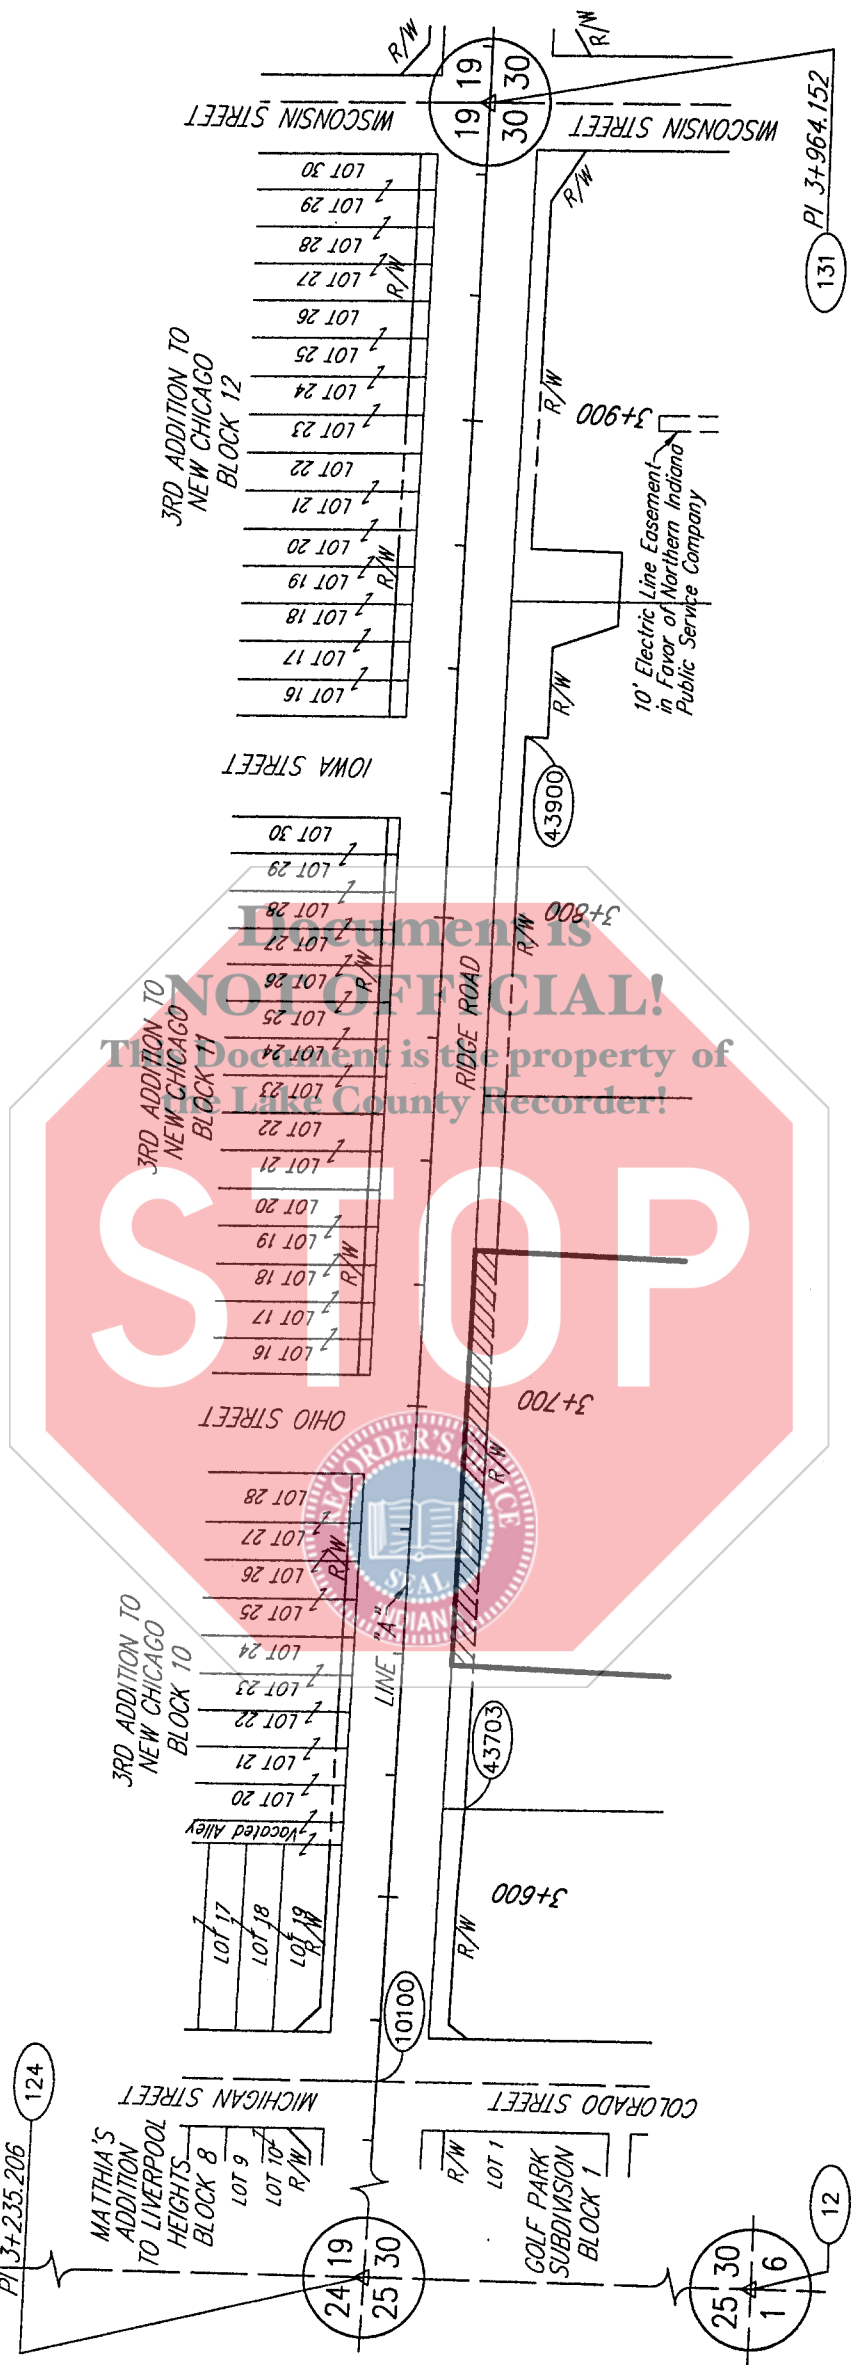 R/W
R/W
19 19
30 30
WISCONSIN STREET
WISCONSIN STREET
PI 3+964.152
131
R/W
LOT 30
LOT 29
LOT 28
LOT 27
LOT 26
LOT 25
LOT 24
LOT 23
LOT 22
LOT 21
LOT 20
LOT 19
LOT 18
LOT 17
LOT 16
R/W
R/W
3RD ADDITION TO
NEW CHICAGO
BLOCK 12
R/W
3+900
10' Electric Line Easement
in Favor of Northern Indiana
Public Service Company
R/W
IOWA STREET
43900
LOT 30
LOT 29
LOT 28
LOT 27
LOT 26
LOT 25
LOT 24
LOT 23
LOT 22
LOT 21
LOT 20
LOT 19
LOT 18
LOT 17
LOT 16
R/W
R/W
3RD ADDITION TO
NEW CHICAGO
BLOCK 11
3+800
R/W
RIDGE ROAD
Document is
NOT OFFICIAL!
This Document is the property of
the Lake County Recorder!
STOP
3+700
R/W
OHIO STREET
RECORDER'S OFFICE
SEAL
INDIANA
LOT 28
LOT 27
LOT 26
LOT 25
LOT 24
LOT 23
LOT 22
LOT 21
LOT 20
Vacated Alley
R/W
LINE "A"
3RD ADDITION TO
NEW CHICAGO
BLOCK 10
43703
LOT 17
LOT 18
LOT 19
R/W
3+600
R/W
10100
MICHIGAN STREET
COLORADO STREET
124
PI 3+235.206
MATTHIA'S
ADDITION
TO LIVERPOOL
HEIGHTS
BLOCK 8
LOT 9
LOT 10
R/W
R/W
LOT 1
GOLF PARK
SUBDIVISION
BLOCK 1
24 19
25 30
25 30
1 6
12